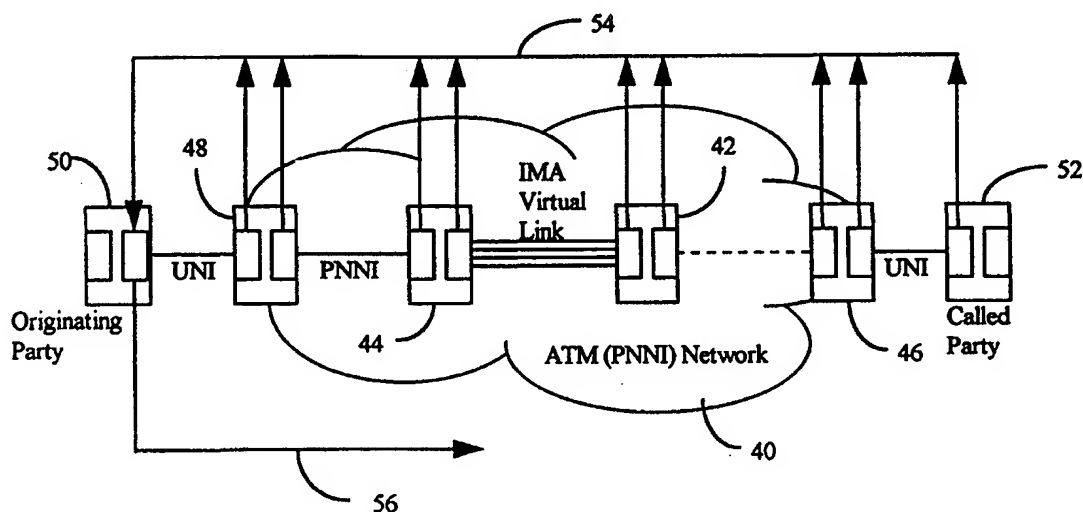 54
50
48
42
52
IMA
Virtual
Link
UNI
PNNI
UNI
Originating
Party
44
ATM (PNNI) Network
46
Called
Party
40
56